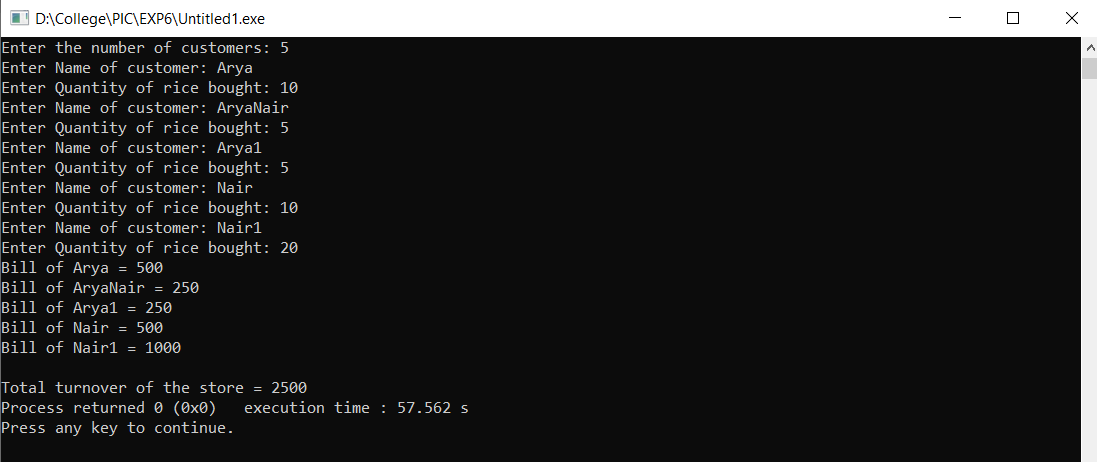 D:\College\PIC\EXP6\Untitled1.exe
Enter the number of customers: 5
Enter Name of customer: Arya
Enter Quantity of rice bought: 10
Enter Name of customer: AryaNair
Enter Quantity of rice bought: 5
Enter Name of customer: Arya1
Enter Quantity of rice bought: 5
Enter Name of customer: Nair
Enter Quantity of rice bought: 10
Enter Name of customer: Nair1
Enter Quantity of rice bought: 20
Bill of Arya = 500
Bill of AryaNair = 250
Bill of Arya1 = 250
Bill of Nair = 500
Bill of Nair1 = 1000
Total turnover of the store = 2500
Process returned 0 (0x0)   execution time : 57.562 s
Press any key to continue.